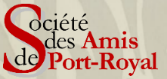 Société
des Amis
de Port-Royal